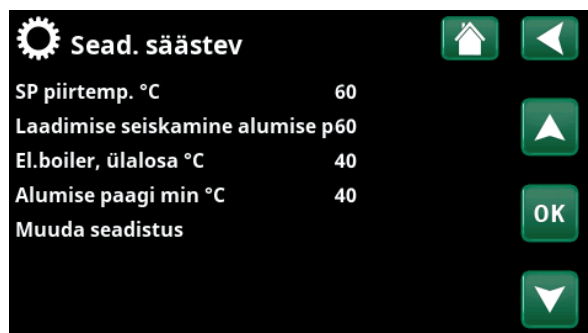 Sead. säästev
SP piirtemp. °C 60
Laadimise seiskamine alumise p60
El.boiler, ülalosa °C 40
Alumise paagi min °C 40
Muuda seadistus
OK